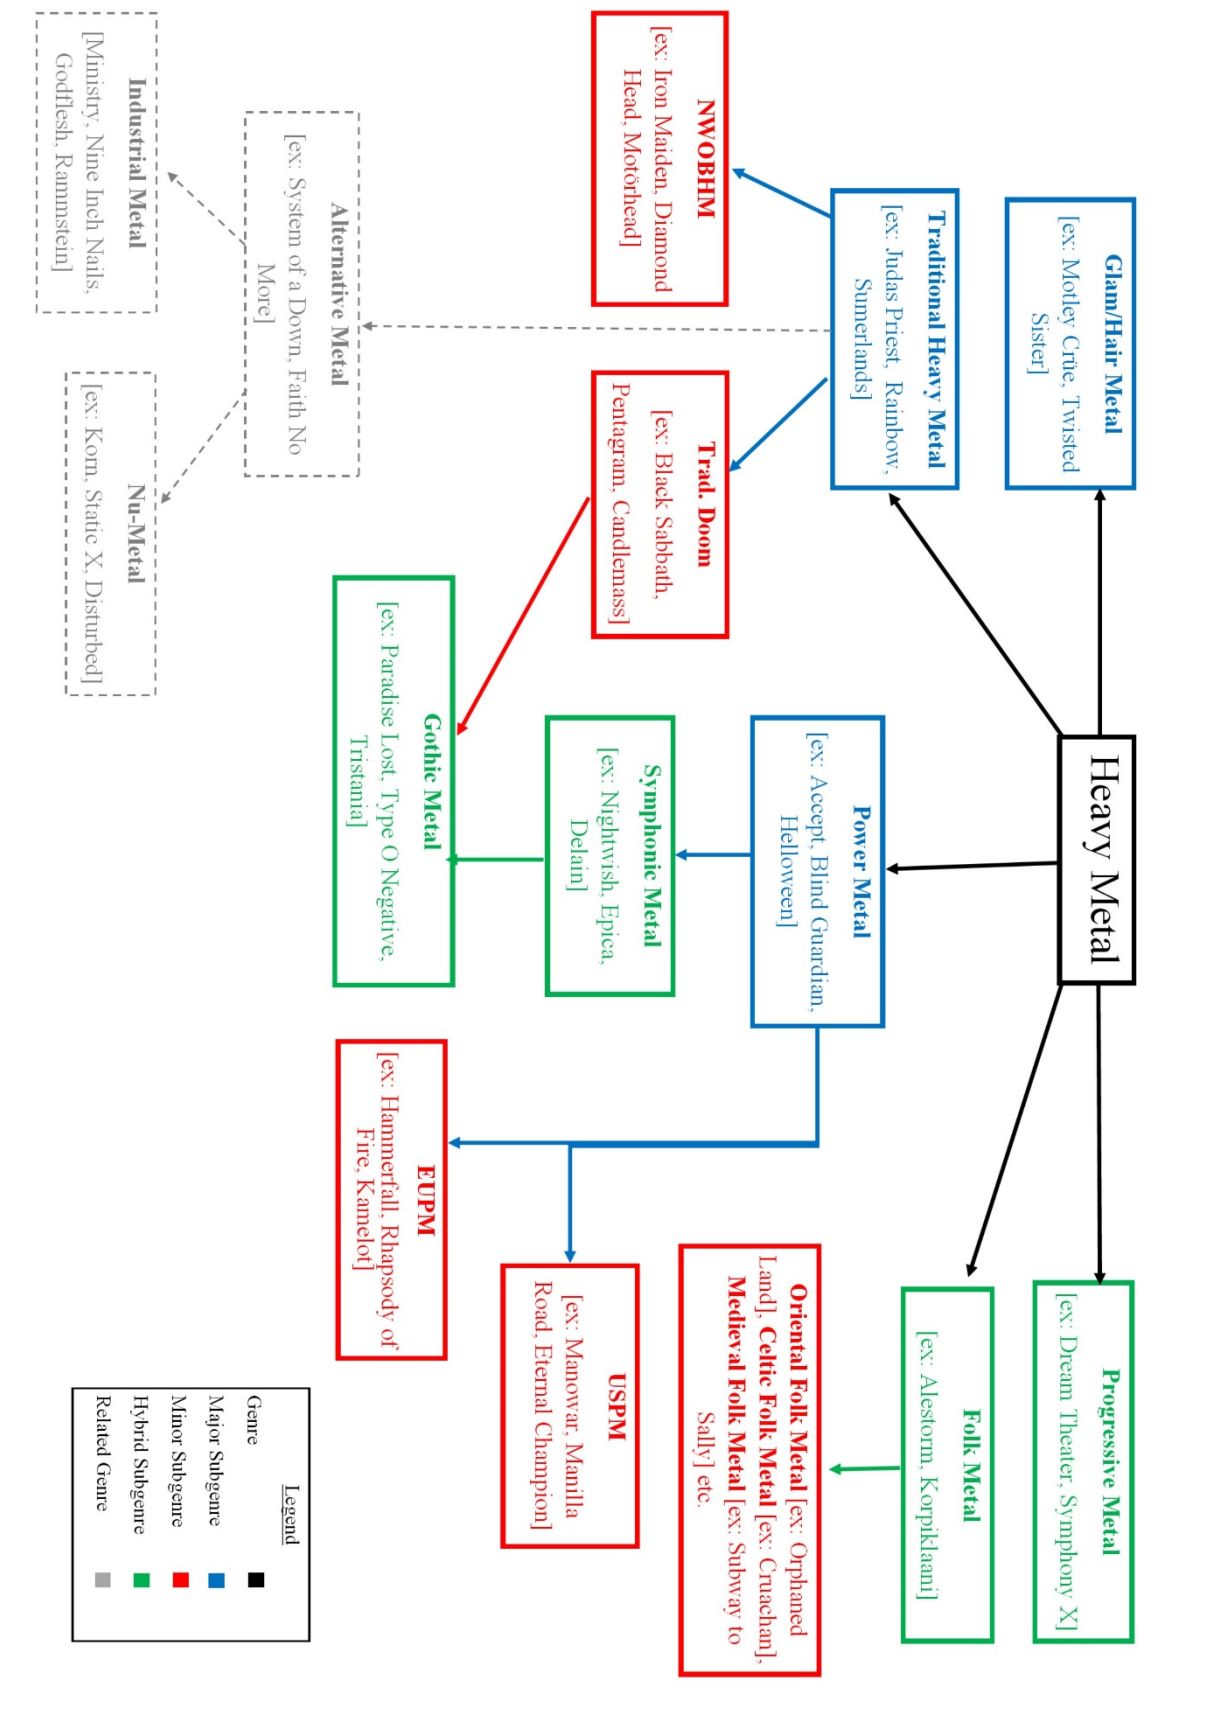 Heavy Metal
Glam/Hair Metal
[ex: Motley Crüe, Twisted
Sister]
Progressive Metal
[ex: Dream Theater, Symphony X]
Traditional Heavy Metal
[ex: Judas Priest, Rainbow,
Sumerlands]
Power Metal
[ex: Accept, Blind Guardian,
Helloween]
Folk Metal
[ex: Alestorm, Korpiklaani]
NWOBHM
[ex: Iron Maiden, Diamond
Head, Motörhead]
Trad. Doom
[ex: Black Sabbath,
Pentagram, Candlemass]
Symphonic Metal
[ex: Nightwish, Epica,
Delain]
Oriental Folk Metal [ex: Orphaned
Land], Celtic Folk Metal [ex: Cruachan],
Medieval Folk Metal [ex: Subway to
Sally] etc.
USPM
[ex: Manowar, Manilla
Road, Eternal Champion]
Alternative Metal
[ex: System of a Down, Faith No
More]
Gothic Metal
[ex: Paradise Lost, Type O Negative,
Tristania]
EUPM
[ex: Hammerfall, Rhapsody of
Fire, Kamelot]
Industrial Metal
[Ministry, Nine Inch Nails,
Godflesh, Rammstein]
Nu-Metal
[ex: Korn, Static X, Disturbed]
Legend
Genre
Major Subgenre
Minor Subgenre
Hybrid Subgenre
Related Genre